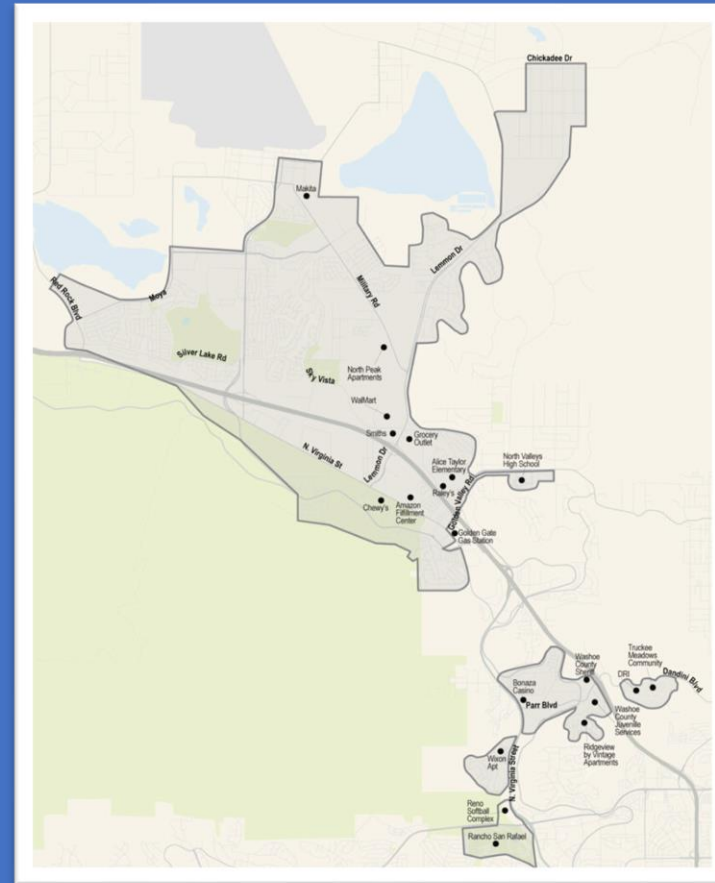 Chickadee Dr
Makita
Lemmon Dr
Red Rock Blvd
Moya
Military Rd
Silver Lake Rd
Sky Vista
North Peak
Apartments
WalMart
Smiths
Grocery
Outlet
N. Virginia St
Lemmon Dr
Alice Taylor
Elementary
North Valleys
High School
Raley's
Golden Valley Rd
Chewy's
Amazon
Filfillment
Center
Golden Gate
Gas Station
Washoe
County
Sheriff
Truckee
Meadows
Community
DRI
Dandini Blvd
Bonaza
Casino
Parr Blvd
Washoe
County
Juveniile
Services
Ridgeview
by Vintage
Apartments
Wixon
Apt
N. Virginia Street
Reno
Softball
Complex
Rancho San Rafael